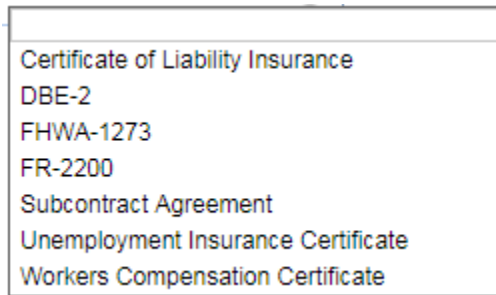 Certificate of Liability Insurance
DBE-2
FHWA-1273
FR-2200
Subcontract Agreement
Unemployment Insurance Certificate
Workers Compensation Certificate